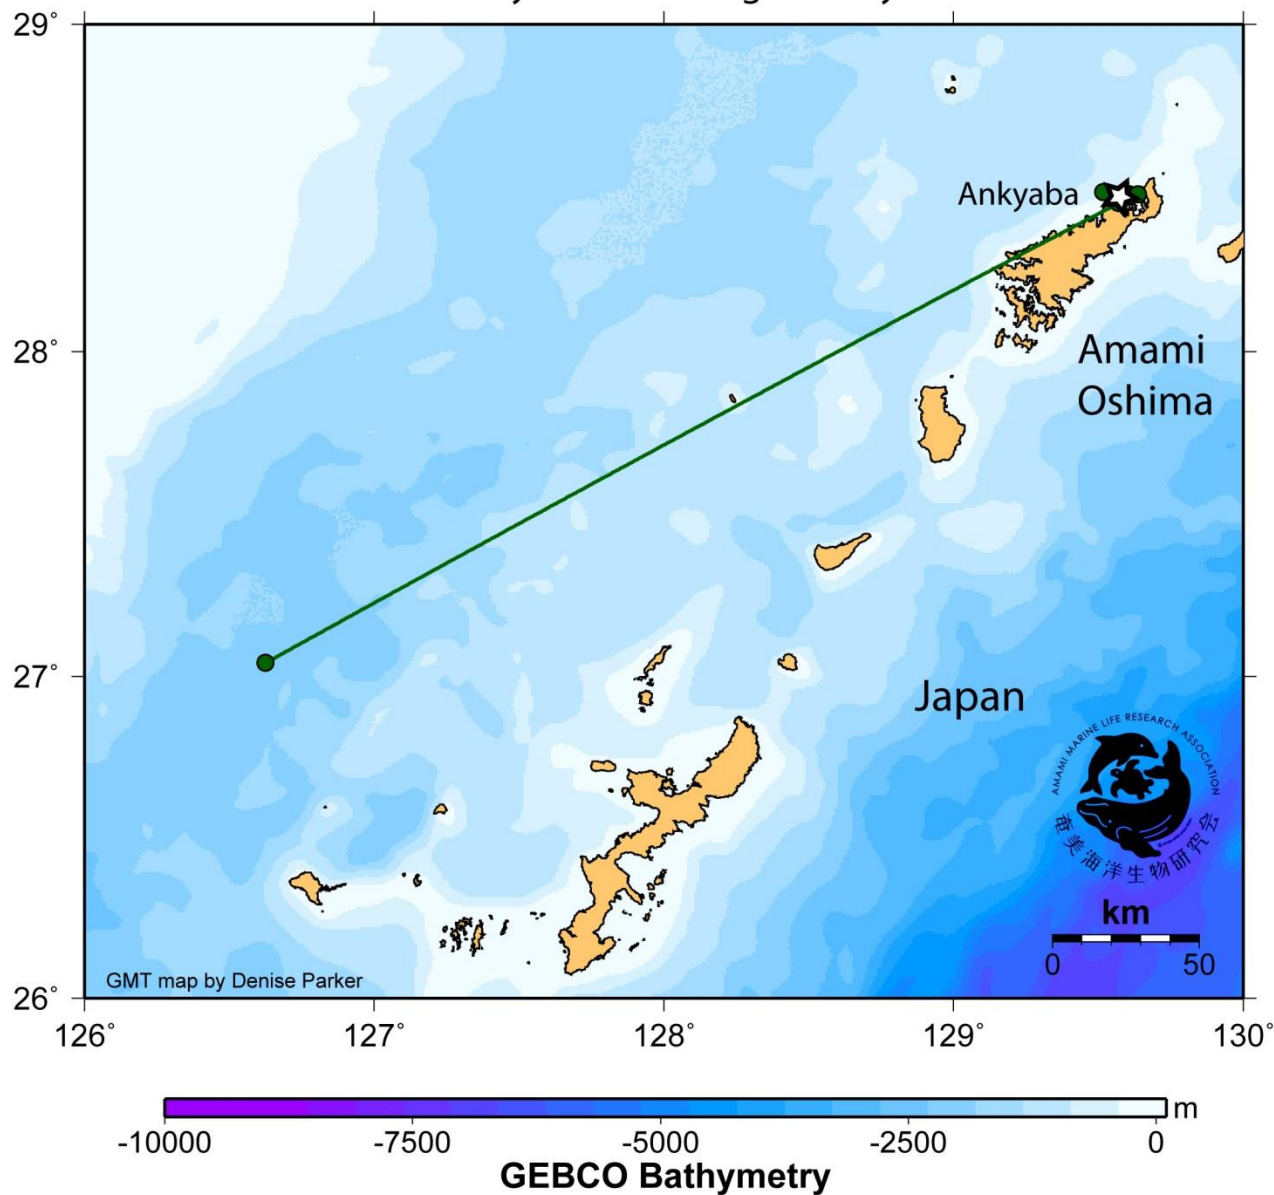 29°
Ankyaba
28°
Amami
Oshima
27°
Japan
AMAMI MARINE LIFE RESEARCH ASSOCIATION
奄美海洋生物研究会
km
0 50
GMT map by Denise Parker
26°
126° 127° 128° 129° 130°
m
-10000 -7500 -5000 -2500 0
GEBCO Bathymetry